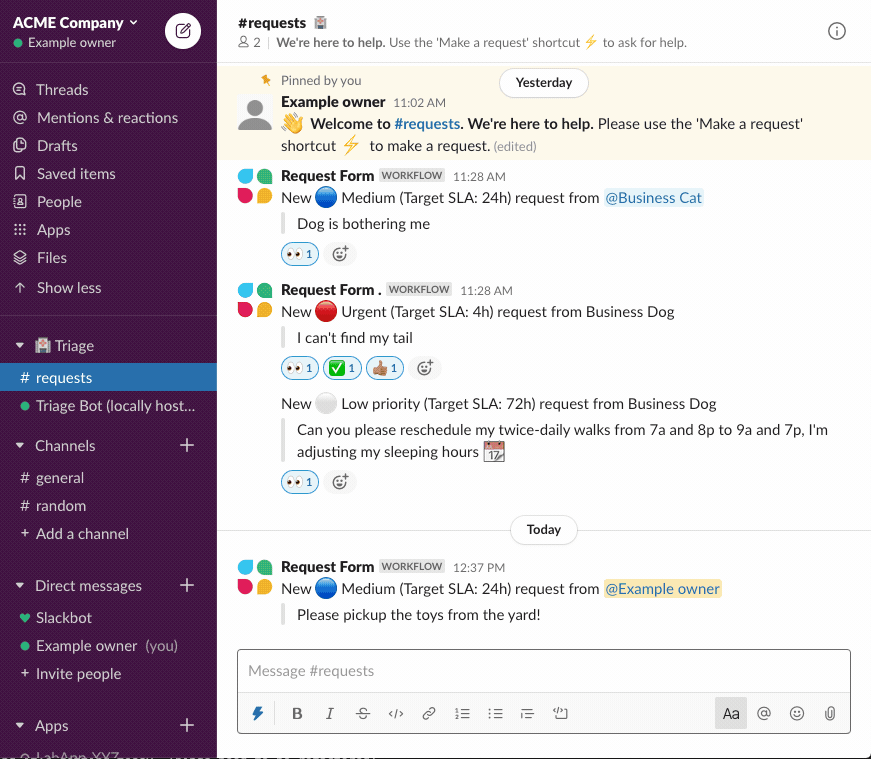 ACME Company
Example owner
Threads
Mentions & reactions
Drafts
Saved items
People
Apps
Files
Show less
Triage
# requests
Triage Bot (locally host...
Channels
# general
# random
+ Add a channel
Direct messages
Slackbot
Example owner (you)
+ Invite people
Apps
LabApp-XYZ
#requests
2 | We're here to help. Use the 'Make a request' shortcut ⚡ to ask for help.
Yesterday
Pinned by you
Example owner 11:02 AM
👋 Welcome to #requests. We're here to help. Please use the 'Make a request'
shortcut ⚡ to make a request. (edited)
Request Form WORKFLOW 11:28 AM
New 🔵 Medium (Target SLA: 24h) request from @Business Cat
Dog is bothering me
👀 1
Request Form . WORKFLOW 11:28 AM
New 🔴 Urgent (Target SLA: 4h) request from Business Dog
I can't find my tail
👀 1 ✅ 1 👍🏽 1
New ⚪ Low priority (Target SLA: 72h) request from Business Dog
Can you please reschedule my twice-daily walks from 7a and 8p to 9a and 7p, I'm
adjusting my sleeping hours 📆
👀 1
Today
Request Form WORKFLOW 12:37 PM
New 🔵 Medium (Target SLA: 24h) request from @Example owner
Please pickup the toys from the yard!
Message #requests
B I S </> Aa @